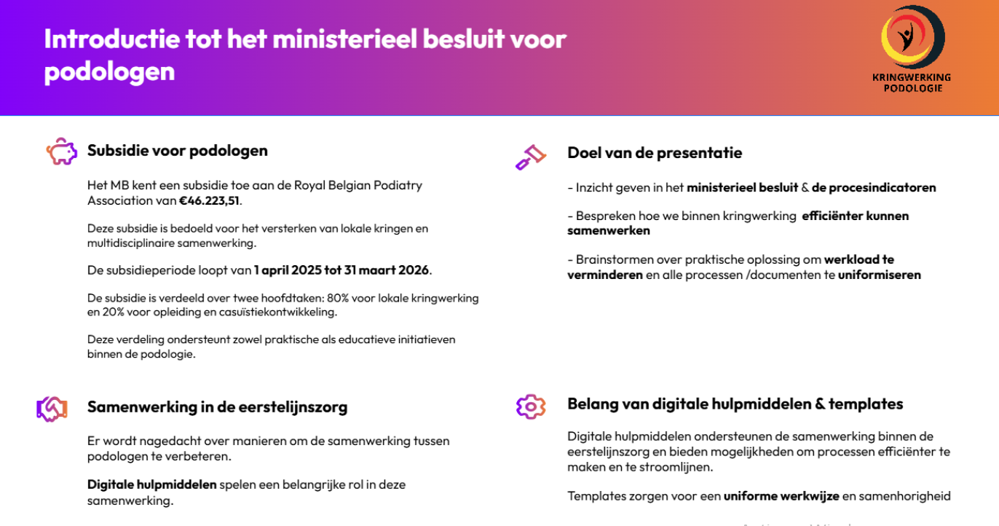 Introductie tot het ministerieel besluit voor
podologen
KRINGWERKING
PODOLOGIE
Subsidie voor podologen
Het MB kent een subsidie toe aan de Royal Belgian Podiatry
Association van €46.223,51.
Deze subsidie is bedoeld voor het versterken van lokale kringen en
multidisciplinaire samenwerking.
De subsidieperiode loopt van 1 april 2025 tot 31 maart 2026.
De subsidie is verdeeld over twee hoofdtaken: 80% voor lokale kringwerking
en 20% voor opleiding en casuïstiekontwikkeling.
Deze verdeling ondersteunt zowel praktische als educatieve initiatieven
binnen de podologie.
Doel van de presentatie
- Inzicht geven in het ministerieel besluit & de procesindicatoren
- Bespreken hoe we binnen kringwerking efficiënter kunnen
samenwerken
- Brainstormen over praktische oplossing om werkload te
verminderen en alle processen /documenten te uniformiseren
Samenwerking in de eerstelijnszorg
Er wordt nagedacht over manieren om de samenwerking tussen
podologen te verbeteren.
Digitale hulpmiddelen spelen een belangrijke rol in deze
samenwerking.
Belang van digitale hulpmiddelen & templates
Digitale hulpmiddelen ondersteunen de samenwerking binnen de
eerstelijnszorg en bieden mogelijkheden om processen efficiënter te
maken en te stroomlijnen.
Templates zorgen voor een uniforme werkwijze en samenhorigheid